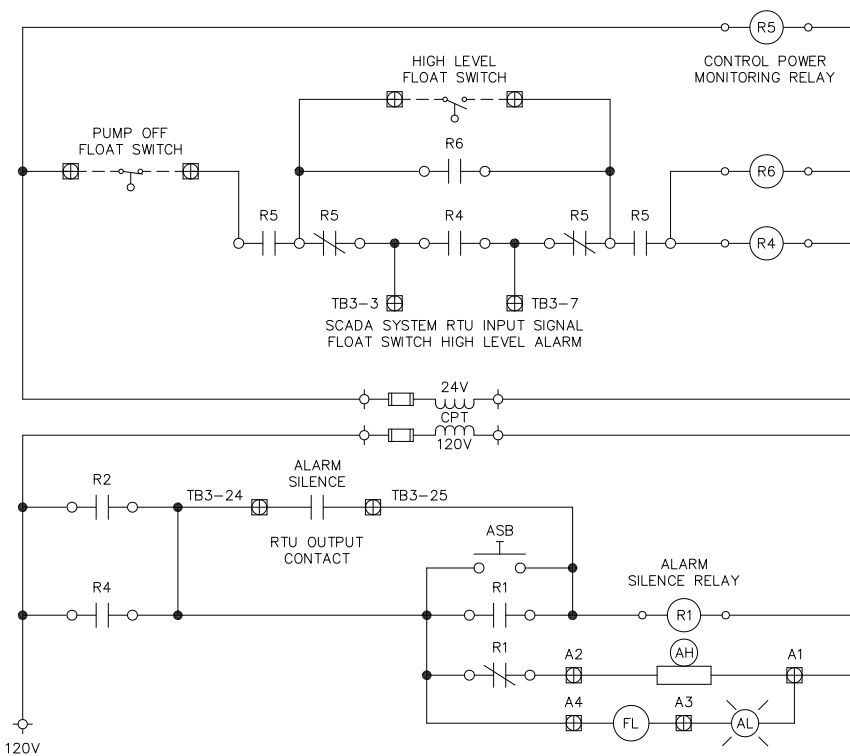 R5
HIGH LEVEL
FLOAT SWITCH
CONTROL POWER
MONITORING RELAY
PUMP OFF
FLOAT SWITCH
R6
R6
R5
R5
R4
R5
R5
R4
TB3-3
TB3-7
SCADA SYSTEM RTU INPUT SIGNAL
FLOAT SWITCH HIGH LEVEL ALARM
24V
CPT
120V
ALARM
SILENCE
R2
TB3-24
TB3-25
RTU OUTPUT
CONTACT
ASB
ALARM
SILENCE RELAY
R4
R1
R1
R1
A2
AH
A1
A4
FL
A3
AL
120V